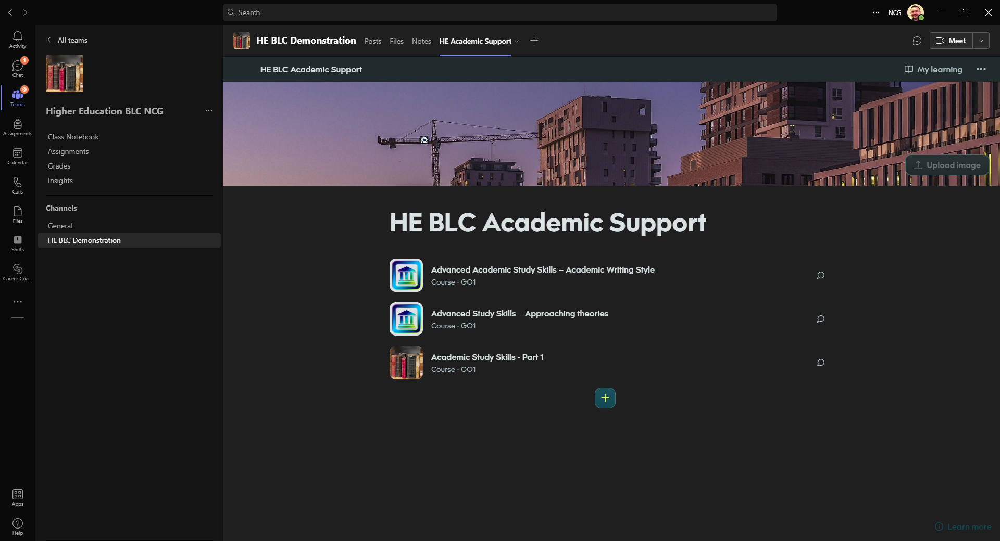 Search
NCG
Activity
1
Chat
@
Teams
Assignments
Calendar
Calls
Files
Shifts
Career Coa...
Apps
Help
All teams
Higher Education BLC NCG
Class Notebook
Assignments
Grades
Insights
Channels
General
HE BLC Demonstration
HE BLC Demonstration Posts Files Notes HE Academic Support
Meet
HE BLC Academic Support
My learning
Upload image
HE BLC Academic Support
Advanced Academic Study Skills – Academic Writing Style
Course · GO1
Advanced Study Skills – Approaching theories
Course · GO1
Academic Study Skills - Part 1
Course · GO1
Learn more